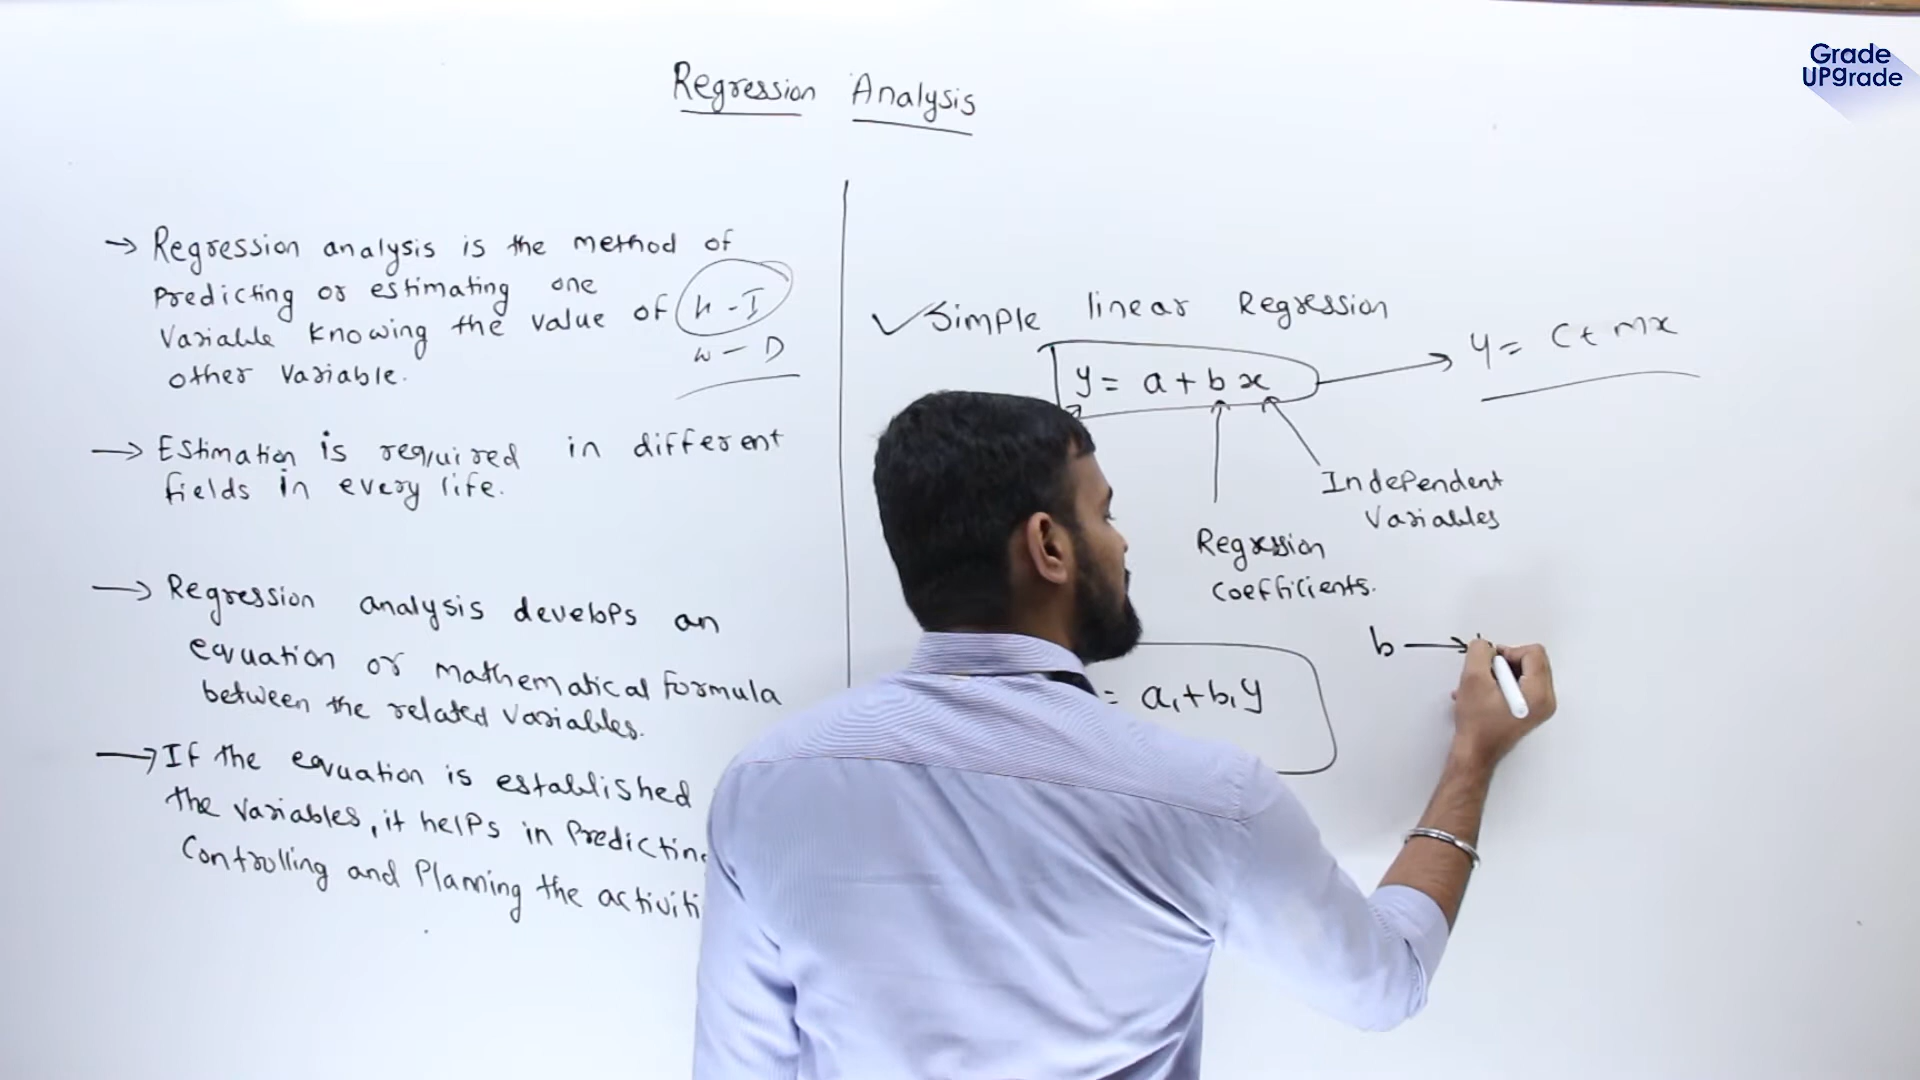 Grade
UPgrade
Regression Analysis
→ Regression analysis is the method of
Predicting or estimating one
Variable knowing the value of
other Variable.
h - I
w - D
→ Estimation is required in different
fields in every life.
→ Regression analysis develops an
equation or mathematical formula
between the related variables.
→ If the equation is established
the variables, it helps in Predicting
Controlling and Planning the activiti
✓ Simple linear Regression
y = a + b x
y = c + mx
Independent
Variables
Regression
coefficients.
b →
= a₁ + b₁ y